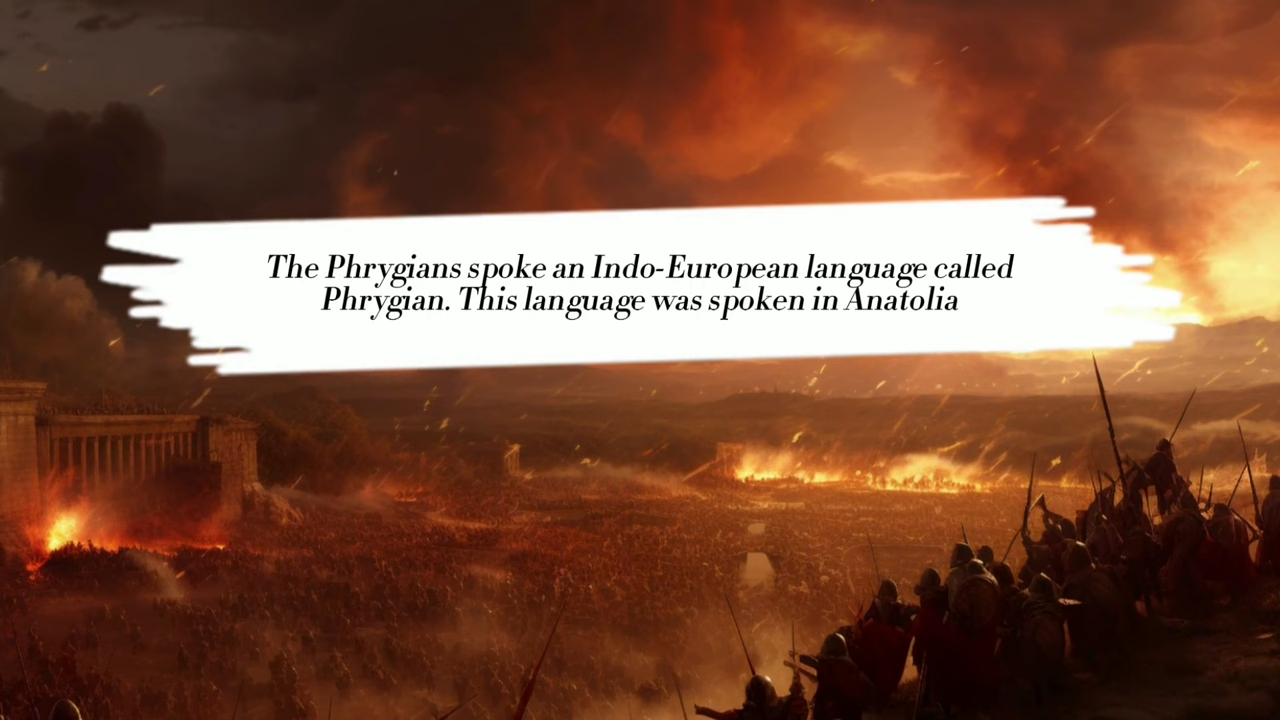 The Phrygians spoke an Indo-European language called
Phrygian. This language was spoken in Anatolia